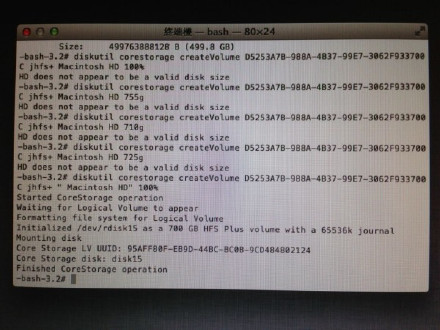 終端機 — bash — 80×24
Size: 499763888128 B (499.8 GB)
-bash-3.2# diskutil corestorage createVolume D5253A7B-988A-4B37-99E7-3062F933700
C jhfs+ Macintosh HD 100%
HD does not appear to be a valid disk size
-bash-3.2# diskutil corestorage createVolume D5253A7B-988A-4B37-99E7-3062F933700
C jhfs+ Macintosh HD 755g
HD does not appear to be a valid disk size
-bash-3.2# diskutil corestorage createVolume D5253A7B-988A-4B37-99E7-3062F933700
C jhfs+ Macintosh HD 710g
HD does not appear to be a valid disk size
-bash-3.2# diskutil corestorage createVolume D5253A7B-988A-4B37-99E7-3062F933700
C jhfs+ Macintosh HD 725g
HD does not appear to be a valid disk size
-bash-3.2# diskutil corestorage createVolume D5253A7B-988A-4B37-99E7-3062F933700
C jhfs+ " Macintosh HD" 100%
Started CoreStorage operation
Waiting for Logical Volume to appear
Formatting file system for Logical Volume
Initialized /dev/rdisk15 as a 700 GB HFS Plus volume with a 65536k journal
Mounting disk
Core Storage LV UUID: 95AFFB0F-EB9D-44BC-BC0B-9CD484802124
Core Storage disk: disk15
Finished CoreStorage operation
-bash-3.2#